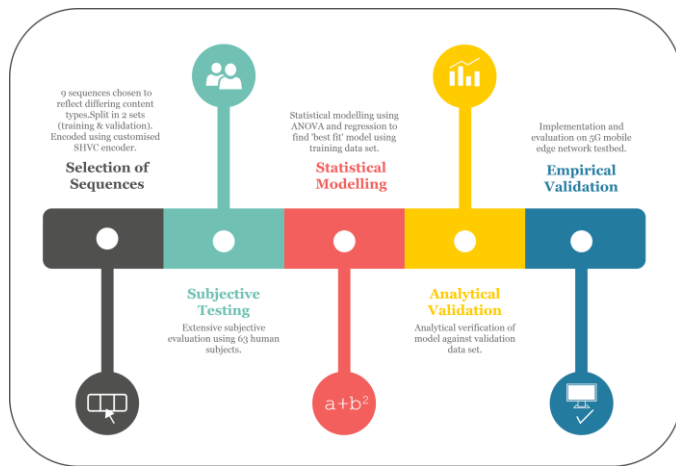 9 sequences chosen to
reflect differing content
types.Split in 2 sets
(training & validation).
Encoded using customised
SHVC encoder.
Selection of
Sequences
Subjective
Testing
Extensive subjective
evaluation using 63 human
subjects.
Statistical modelling using
ANOVA and regression to
find 'best fit' model using
training data set.
Statistical
Modelling
a+b²
Analytical
Validation
Analytical verification of
model against validation
data set.
Implementation and
evaluation on 5G mobile
edge network testbed.
Empirical
Validation